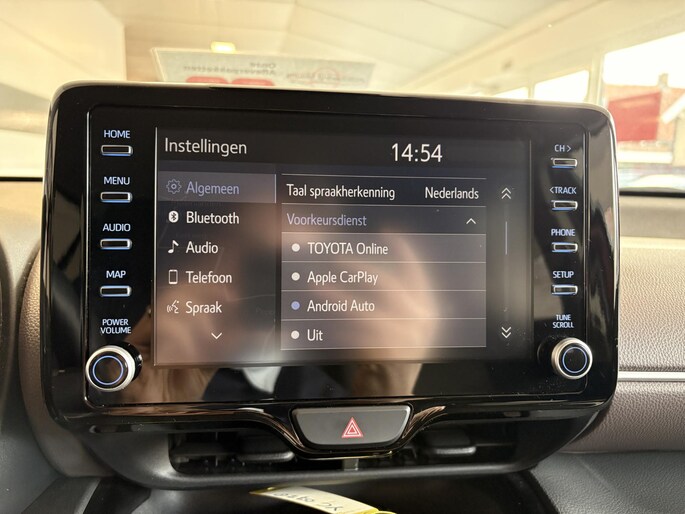 HOME
MENU
AUDIO
MAP
POWER
VOLUME
Instellingen
14:54
Algemeen
Bluetooth
Audio
Telefoon
Spraak
Taal spraakherkenning Nederlands
Voorkeursdienst
TOYOTA Online
Apple CarPlay
Android Auto
Uit
CH >
< TRACK
PHONE
SETUP
TUNE
SCROLL